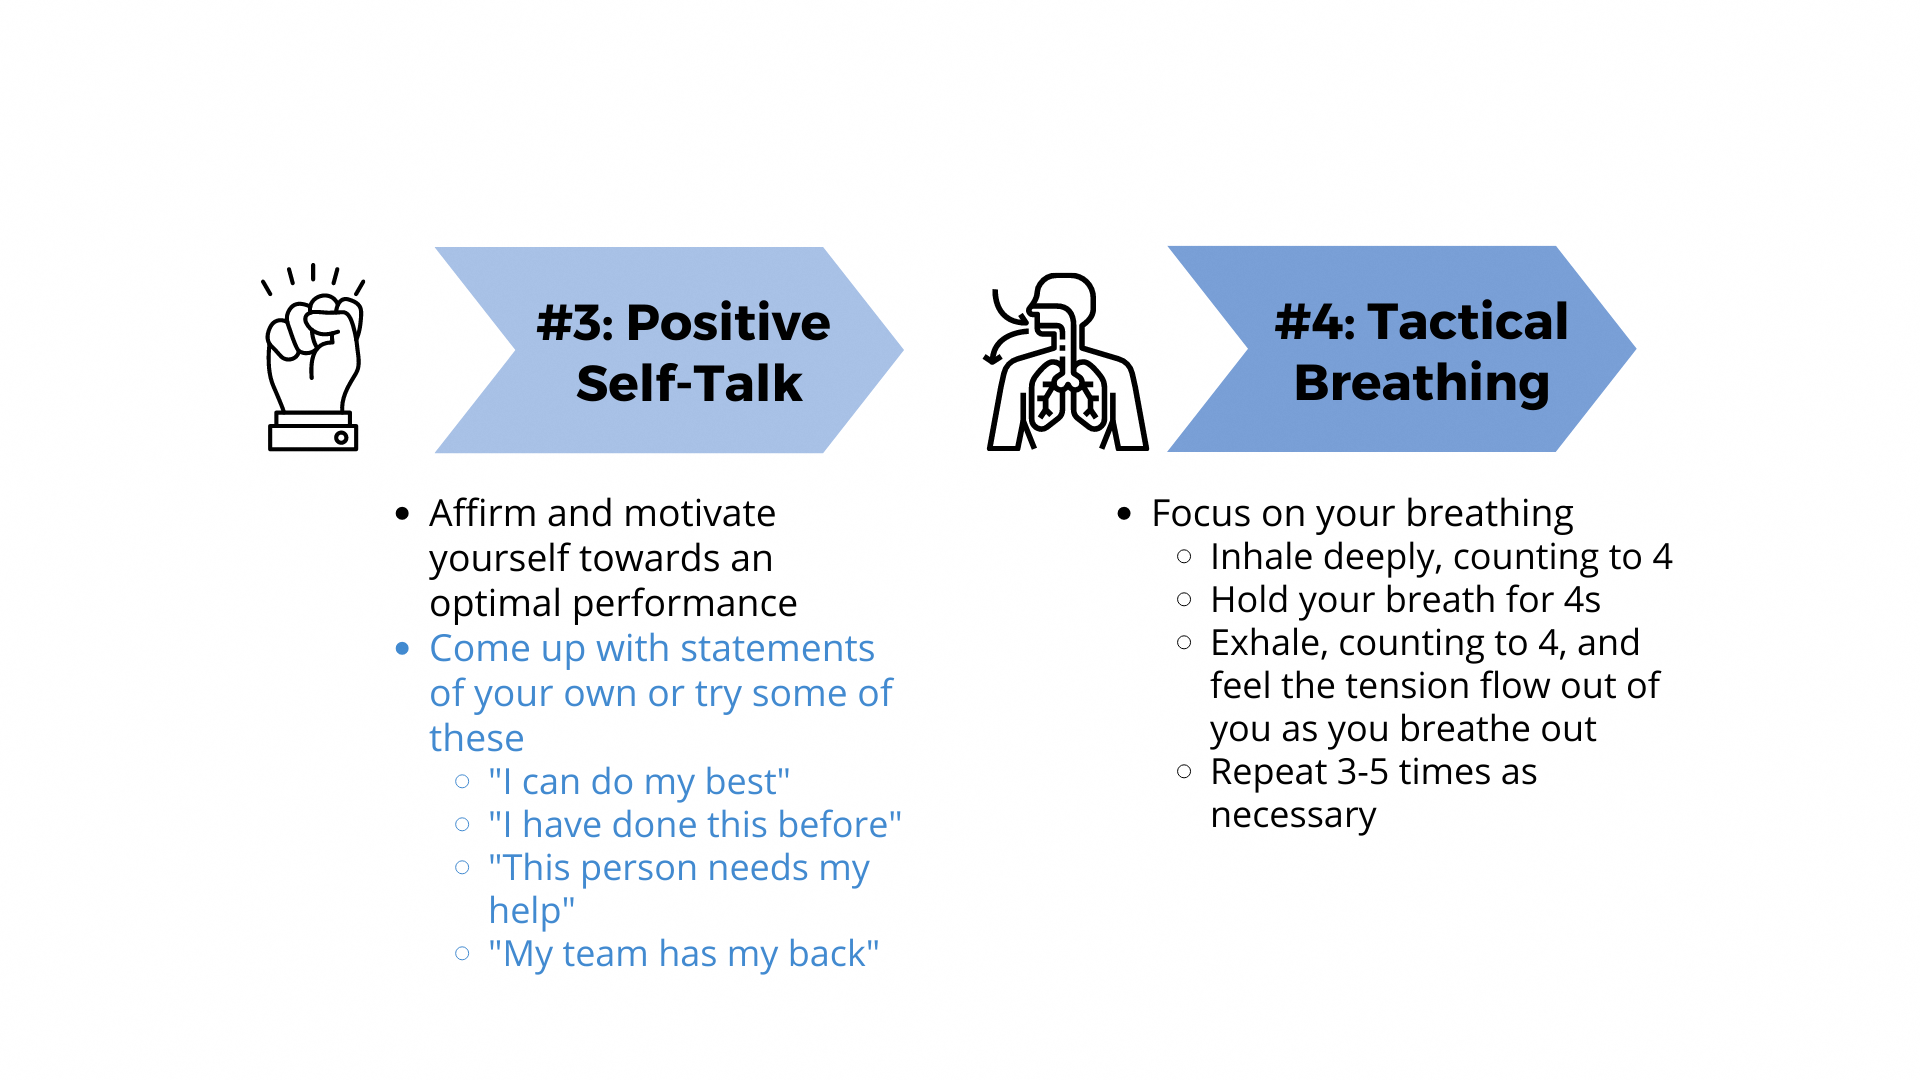 #3: Positive
Self-Talk
• Affirm and motivate
yourself towards an
optimal performance
• Come up with statements
of your own or try some of
these
○ "I can do my best"
○ "I have done this before"
○ "This person needs my
help"
○ "My team has my back"
#4: Tactical
Breathing
• Focus on your breathing
○ Inhale deeply, counting to 4
○ Hold your breath for 4s
○ Exhale, counting to 4, and
feel the tension flow out of
you as you breathe out
○ Repeat 3-5 times as
necessary